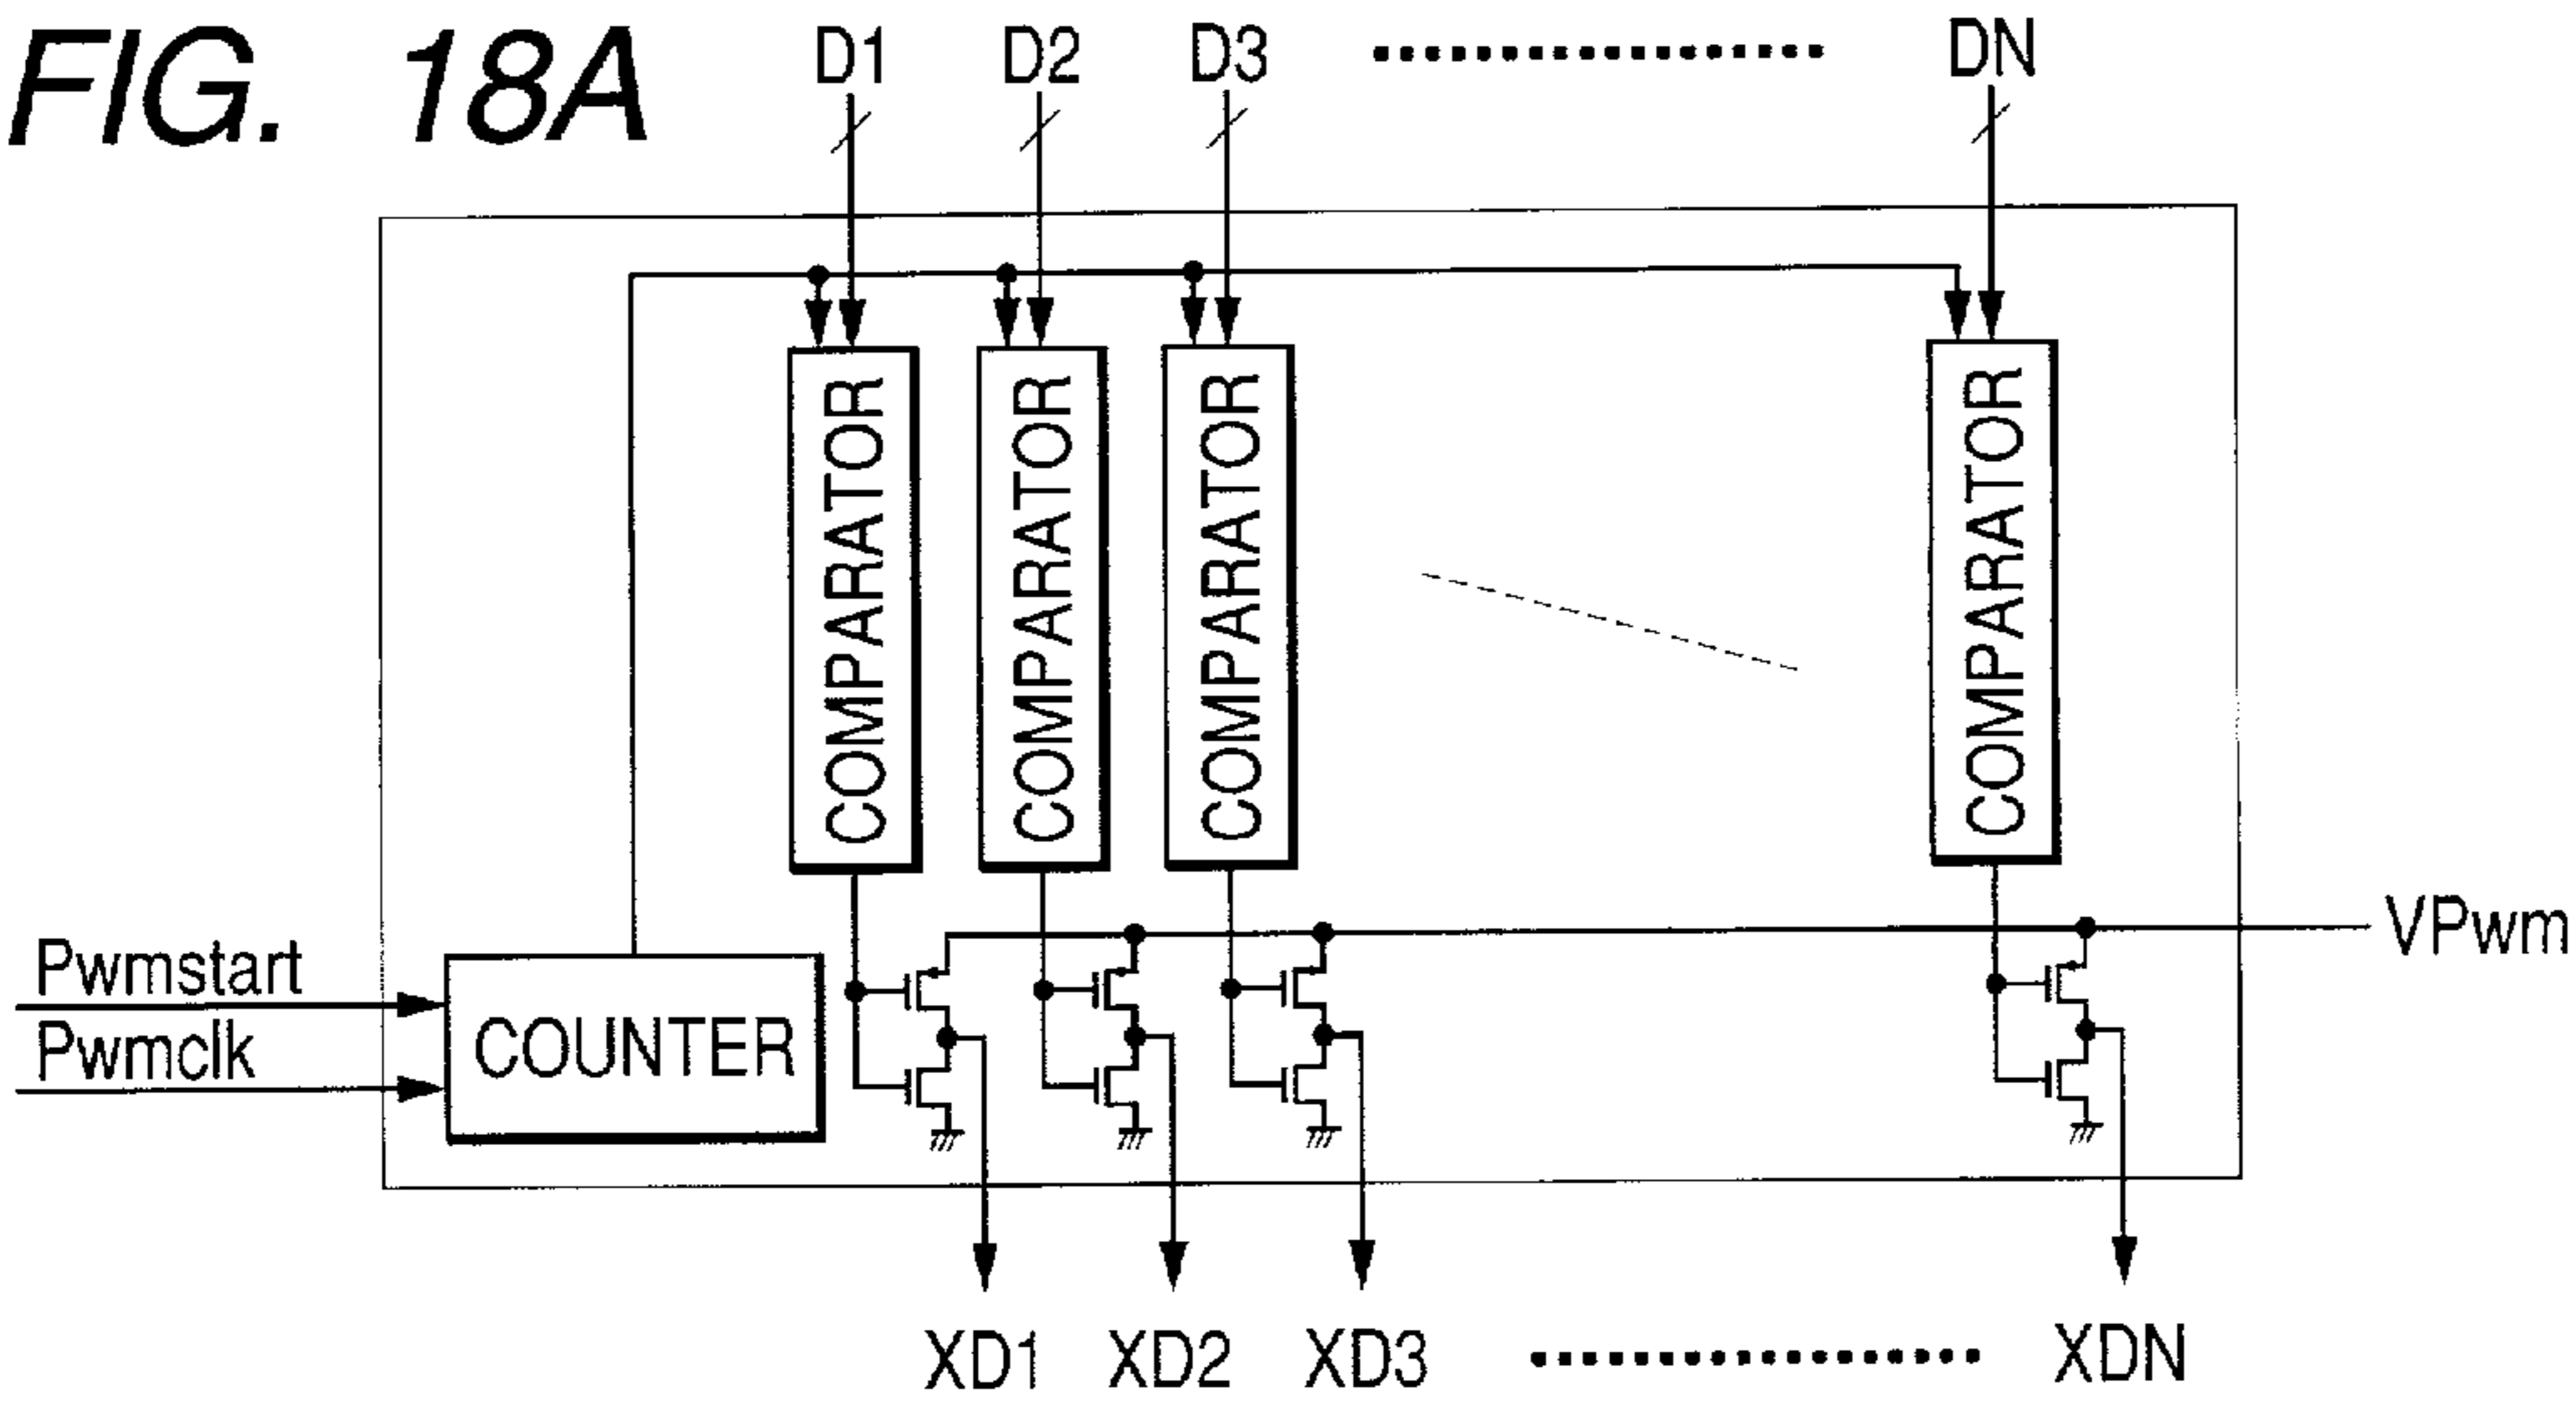 FIG. 18A
D1 D2 D3 DN
COMPARATOR
COMPARATOR
COMPARATOR
COMPARATOR
VPwm
Pwmstart
Pwmclk
COUNTER
XD1 XD2 XD3 XDN